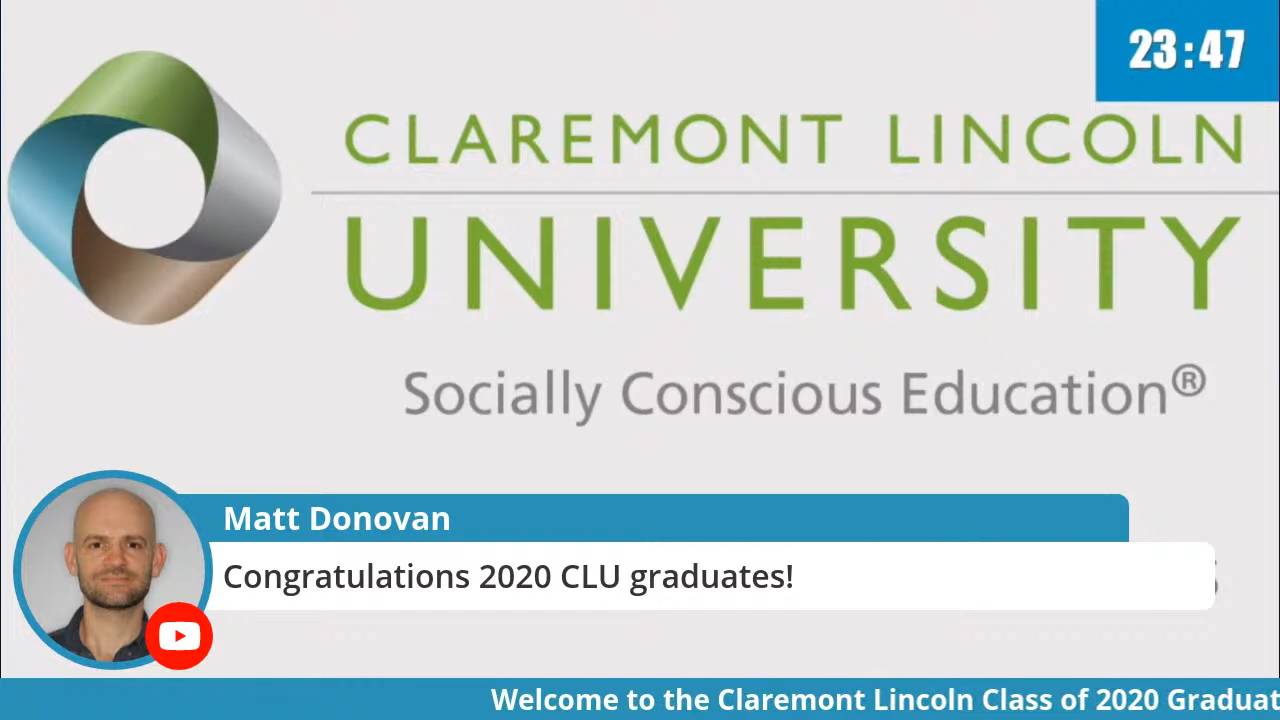 23:47
CLAREMONT LINCOLN
UNIVERSITY
Socially Conscious Education®
Matt Donovan
Congratulations 2020 CLU graduates!
Welcome to the Claremont Lincoln Class of 2020 Graduat